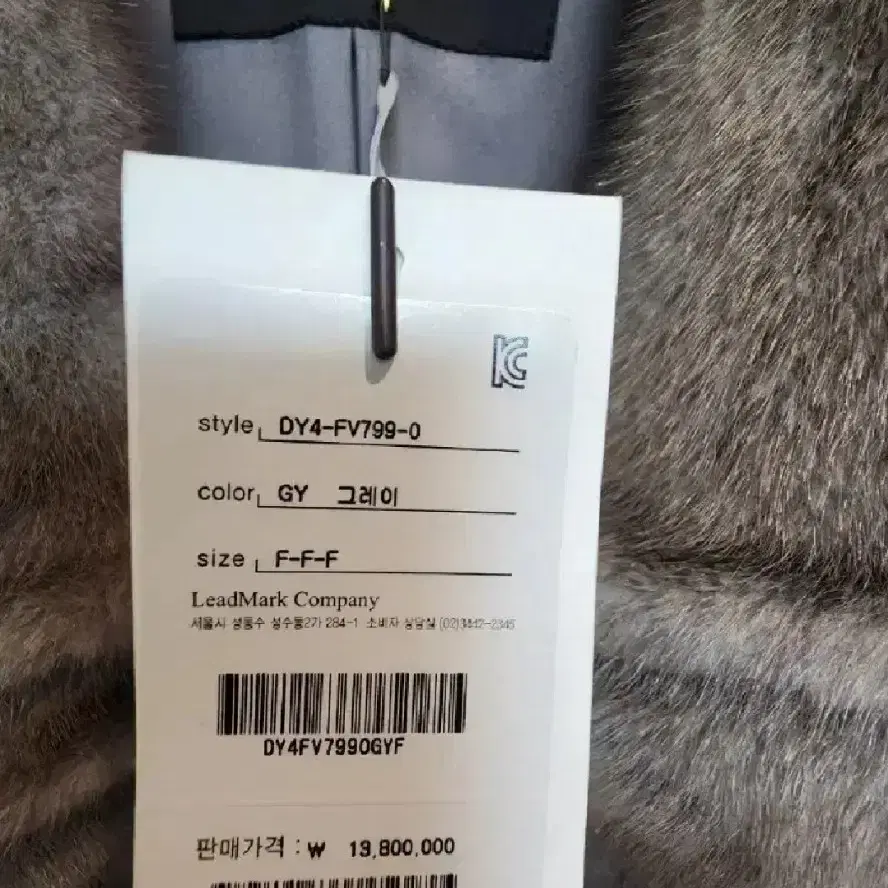 KC
style DY4-FV799-0
color GY 그레이
size F-F-F
LeadMark Company
서울시 성동수 성수동2가 284-1 소비자 상담실 (02)3442-2345
DY4FV7990GYF
판매가격 : ₩ 13,800,000